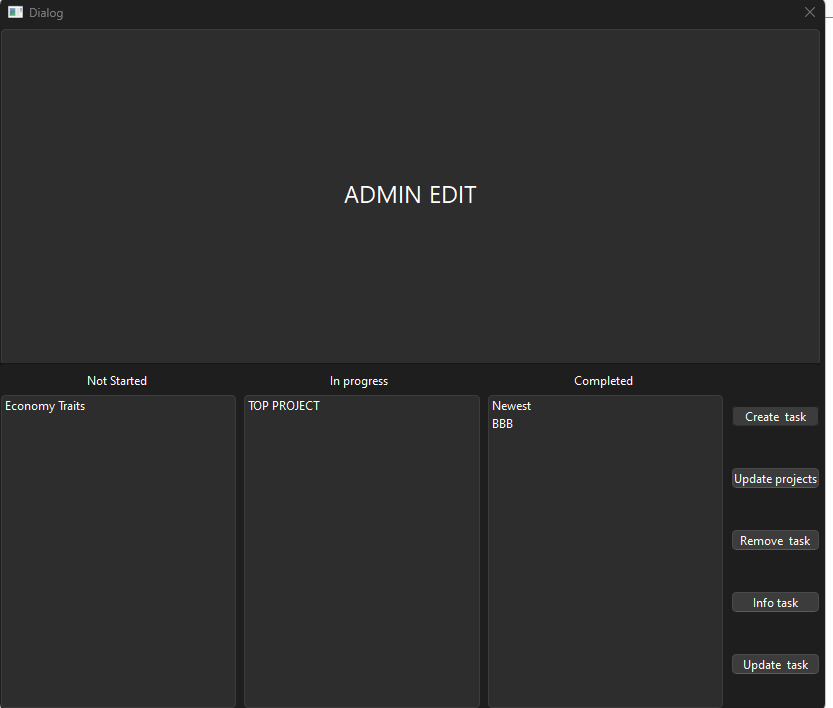 Dialog
ADMIN EDIT
Not Started
In progress
Completed
Economy Traits
TOP PROJECT
Newest
BBB
Create task
Update projects
Remove task
Info task
Update task